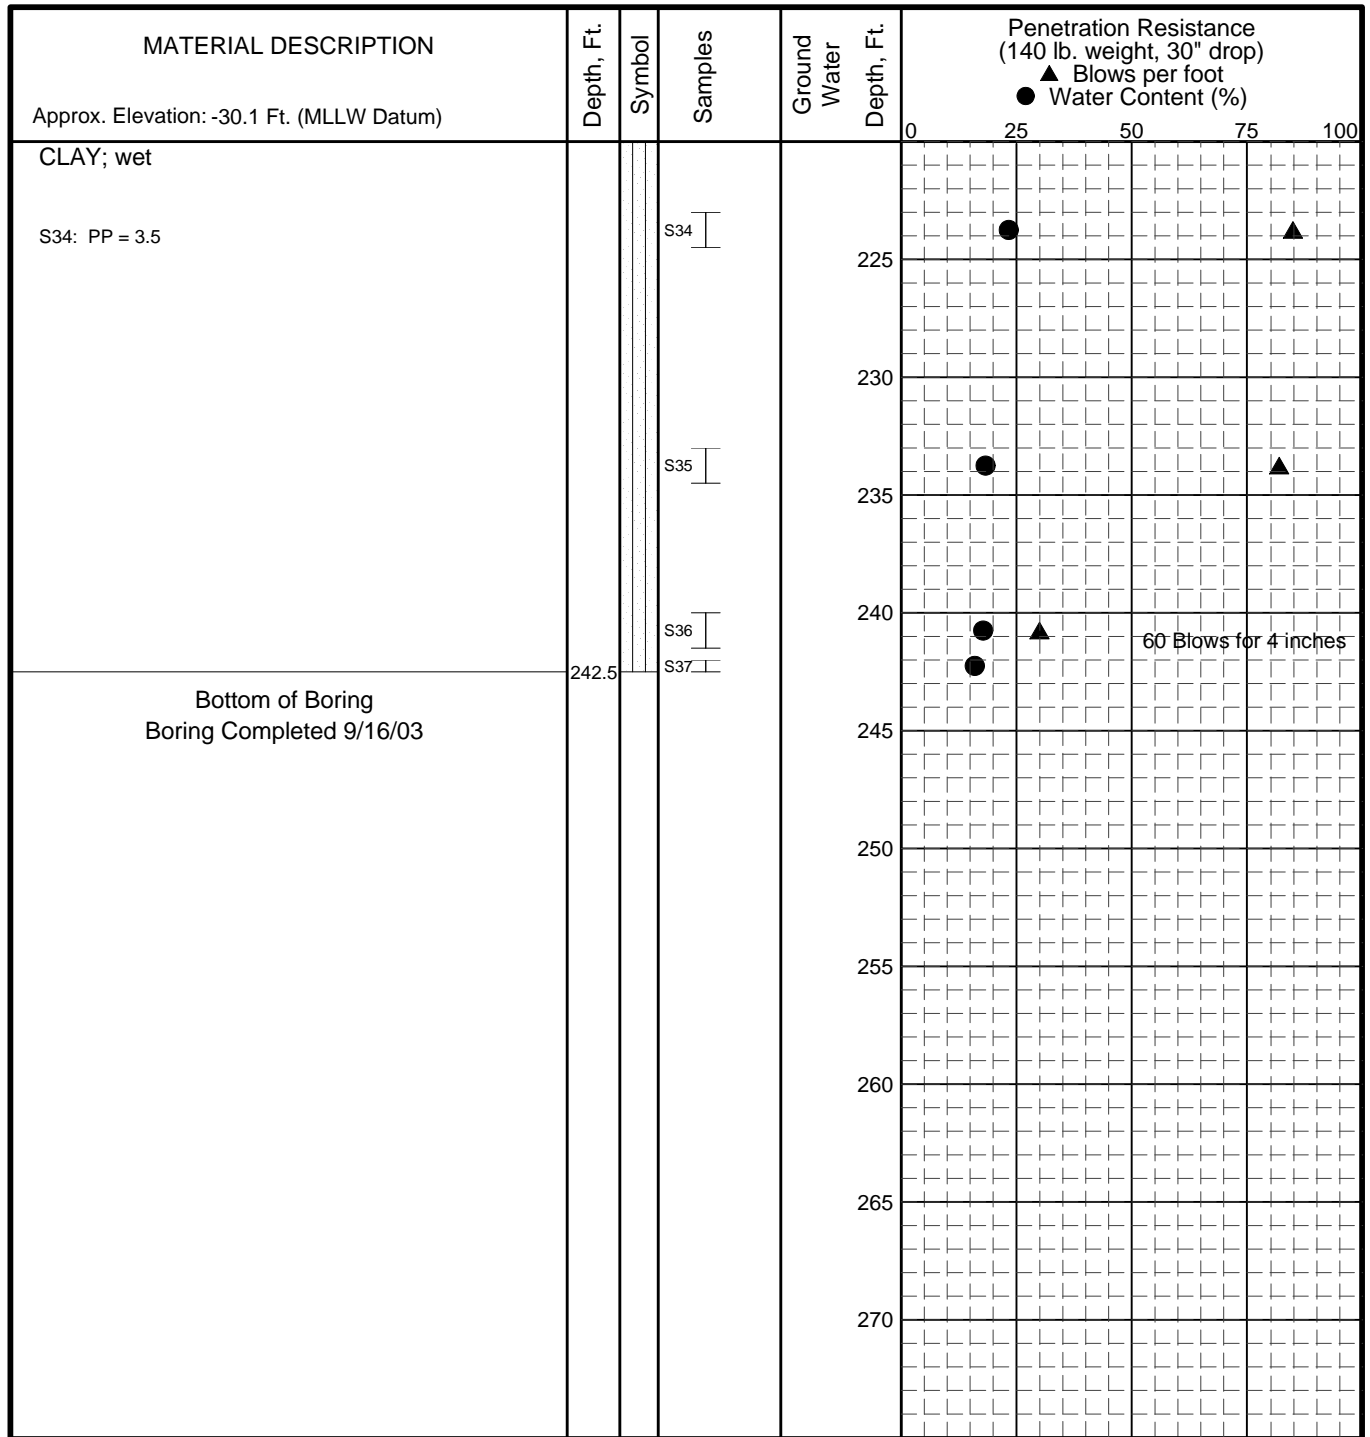 MATERIAL DESCRIPTION
Approx. Elevation: -30.1 Ft. (MLLW Datum)
Depth, Ft.
Symbol
Samples
Ground
Water
Depth, Ft.
Penetration Resistance
(140 lb. weight, 30" drop)
▲ Blows per foot
● Water Content (%)
0 25 50 75 100
CLAY; wet
S34: PP = 3.5
S34
225
230
S35
235
240
S36
60 Blows for 4 inches
S37
242.5
Bottom of Boring
Boring Completed 9/16/03
245
250
255
260
265
270